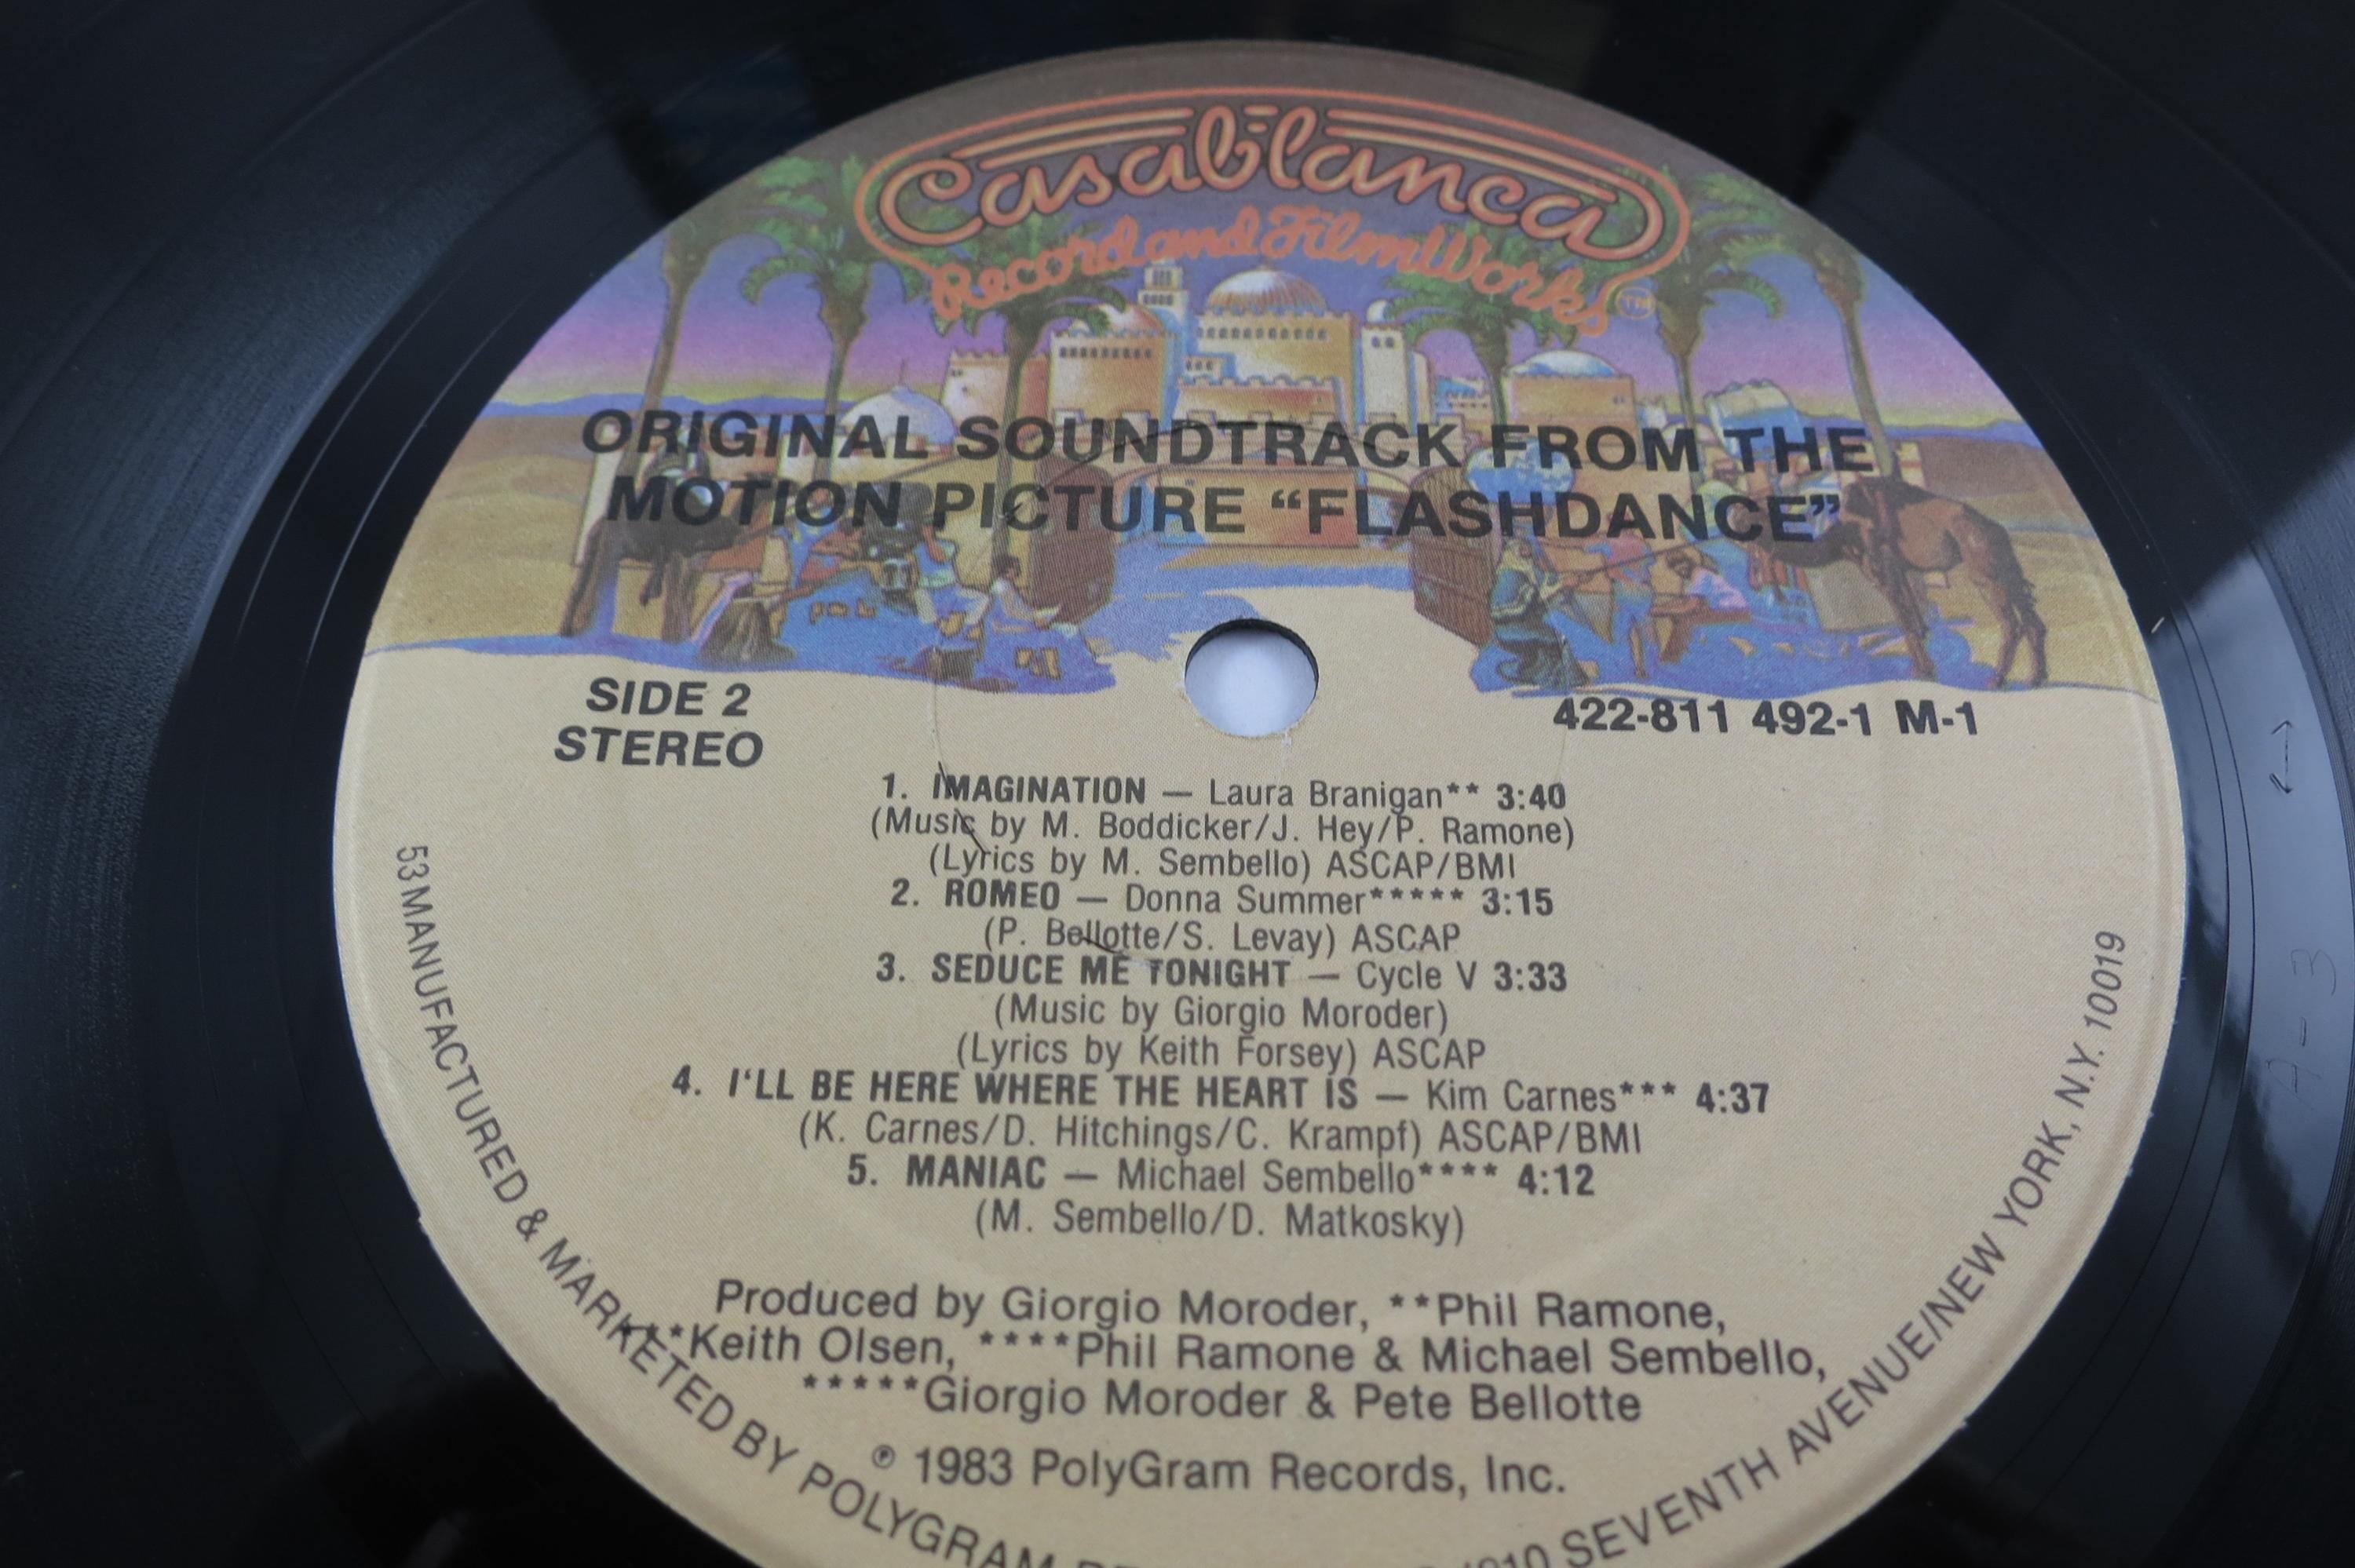 Casablanca
Record and FilmWorks TM
ORIGINAL SOUNDTRACK FROM THE
MOTION PICTURE “FLASHDANCE”
SIDE 2
STEREO
422-811 492-1 M-1
1. IMAGINATION — Laura Branigan** 3:40
(Music by M. Boddicker/J. Hey/P. Ramone)
(Lyrics by M. Sembello) ASCAP/BMI
2. ROMEO — Donna Summer***** 3:15
(P. Bellotte/S. Levay) ASCAP
3. SEDUCE ME TONIGHT — Cycle V 3:33
(Music by Giorgio Moroder)
(Lyrics by Keith Forsey) ASCAP
4. I‘LL BE HERE WHERE THE HEART IS — Kim Carnes*** 4:37
(K. Carnes/D. Hitchings/C. Krampf) ASCAP/BMI
5. MANIAC — Michael Sembello**** 4:12
(M. Sembello/D. Matkosky)
Produced by Giorgio Moroder, **Phil Ramone,
***Keith Olsen, ****Phil Ramone & Michael Sembello,
*****Giorgio Moroder & Pete Bellotte
℗ 1983 PolyGram Records, Inc.
53 MANUFACTURED & MARKETED BY POLYGRAM SEVENTH AVENUE/NEW YORK, N.Y. 10019